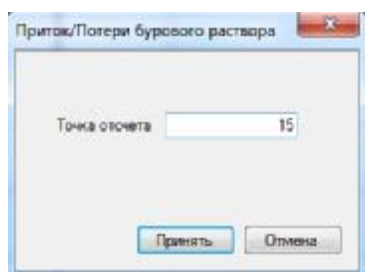 Приток/Потери бурового раствора
Точка отсчета 15
Принять Отмена